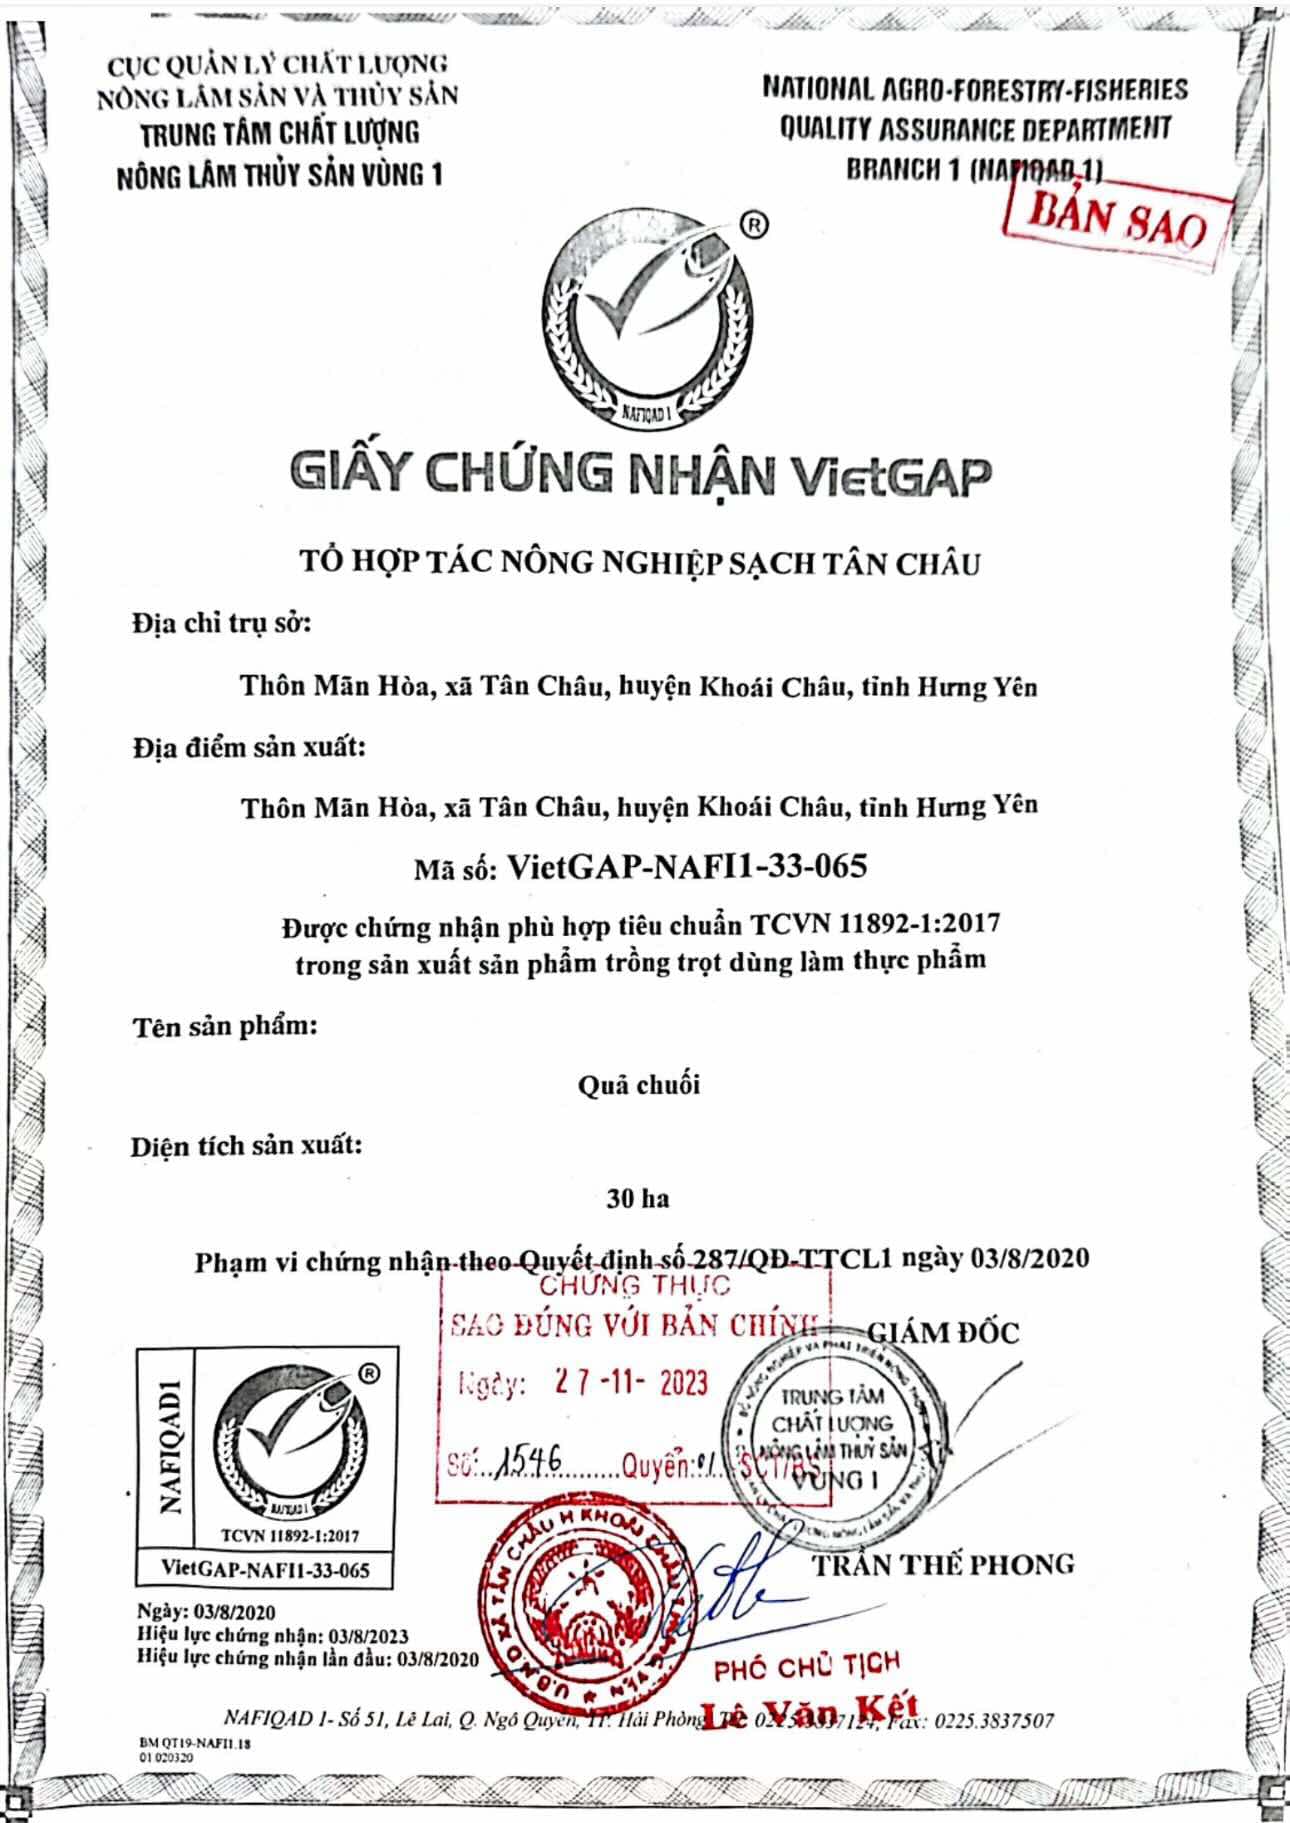 CỤC QUẢN LÝ CHẤT LƯỢNG
NÔNG LÂM SẢN VÀ THỦY SẢN
TRUNG TÂM CHẤT LƯỢNG
NÔNG LÂM THỦY SẢN VÙNG 1
NATIONAL AGRO-FORESTRY-FISHERIES
QUALITY ASSURANCE DEPARTMENT
BRANCH 1 (NAFIQAD 1)
BẢN SAO
®
NAFIQAD 1
GIẤY CHỨNG NHẬN VietGAP
TỔ HỢP TÁC NÔNG NGHIỆP SẠCH TÂN CHÂU
Địa chỉ trụ sở:
Thôn Mãn Hòa, xã Tân Châu, huyện Khoái Châu, tỉnh Hưng Yên
Địa điểm sản xuất:
Thôn Mãn Hòa, xã Tân Châu, huyện Khoái Châu, tỉnh Hưng Yên
Mã số: VietGAP-NAFI1-33-065
Được chứng nhận phù hợp tiêu chuẩn TCVN 11892-1:2017
trong sản xuất sản phẩm trồng trọt dùng làm thực phẩm
Tên sản phẩm:
Quả chuối
Diện tích sản xuất:
30 ha
Phạm vi chứng nhận theo Quyết định số 287/QĐ-TTCL1 ngày 03/8/2020
CHỨNG THỰC
SAO ĐÚNG VỚI BẢN CHÍNH
Ngày: 27-11-2023
Số:..1546.........Quyển:01..SCT/BS
GIÁM ĐỐC
TRUNG TÂM
CHẤT LƯỢNG
NÔNG LÂM THỦY SẢN
VÙNG 1
TRẦN THẾ PHONG
NAFIQAD1
®
NAFIQAD 1
TCVN 11892-1:2017
VietGAP-NAFI1-33-065
Ngày: 03/8/2020
Hiệu lực chứng nhận: 03/8/2023
Hiệu lực chứng nhận lần đầu: 03/8/2020
U.B.N.D XÃ TÂN CHÂU H KHOÁI CHÂU T HƯNG YÊN
PHÓ CHỦ TỊCH
Lê Văn Kết
NAFIQAD 1- Số 51, Lê Lai, Q. Ngô Quyền, TP. Hải Phòng, Tel: 0225.3837124, Fax: 0225.3837507
BM QT19-NAFI1.18
01 020320